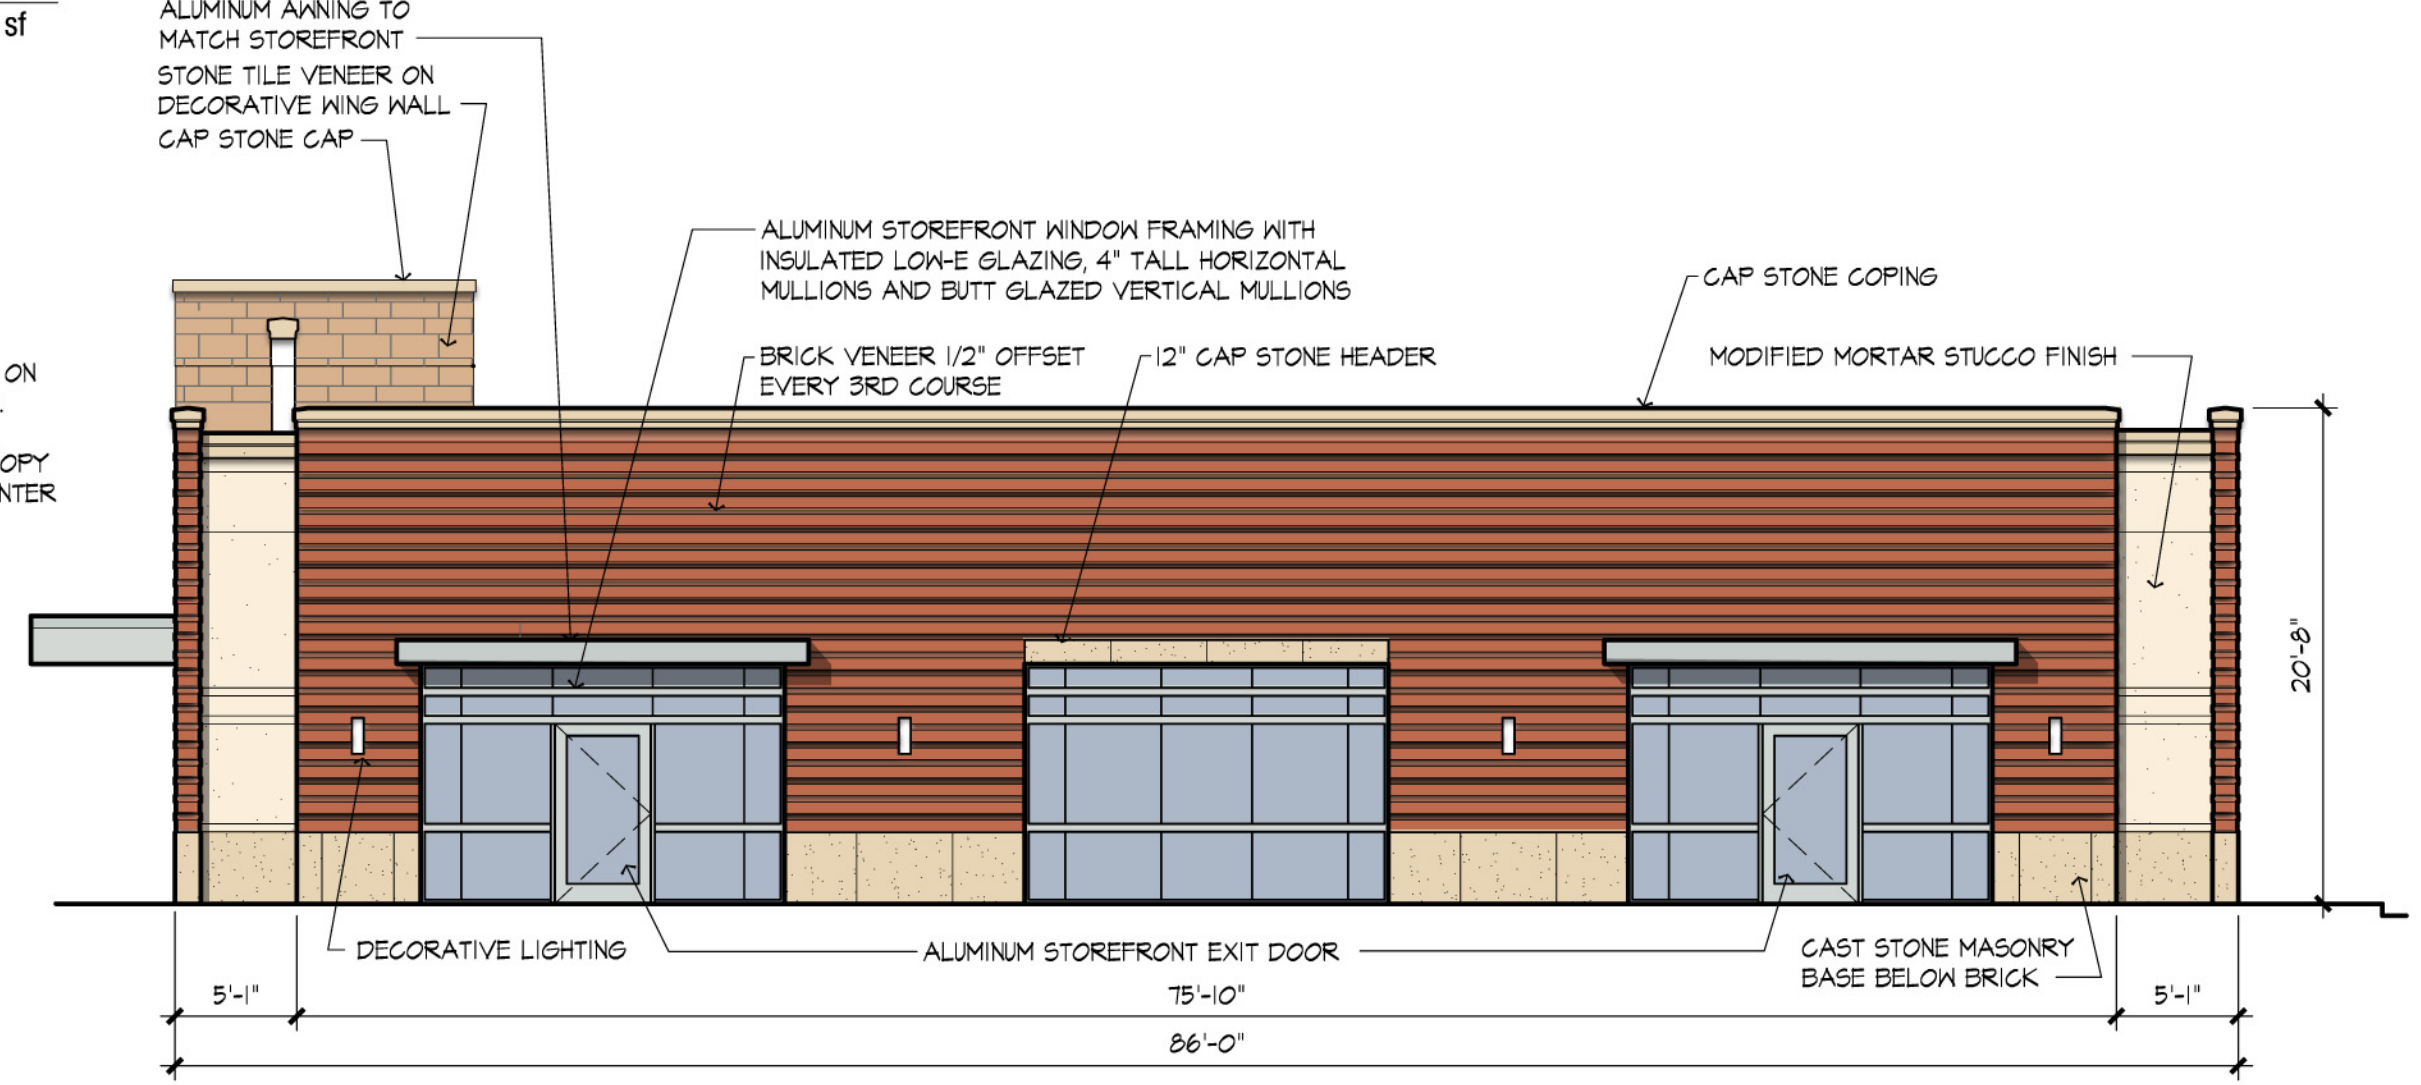 sf
ALUMINUM AWNING TO
MATCH STOREFRONT
STONE TILE VENEER ON
DECORATIVE WING WALL
CAP STONE CAP
ALUMINUM STOREFRONT WINDOW FRAMING WITH
INSULATED LOW-E GLAZING, 4" TALL HORIZONTAL
MULLIONS AND BUTT GLAZED VERTICAL MULLIONS
CAP STONE COPING
BRICK VENEER 1/2" OFFSET
EVERY 3RD COURSE
12" CAP STONE HEADER
MODIFIED MORTAR STUCCO FINISH
ON
OPY
NTER
20'-8"
DECORATIVE LIGHTING
ALUMINUM STOREFRONT EXIT DOOR
CAST STONE MASONRY
BASE BELOW BRICK
5'-1"
75'-10"
5'-1"
86'-0"